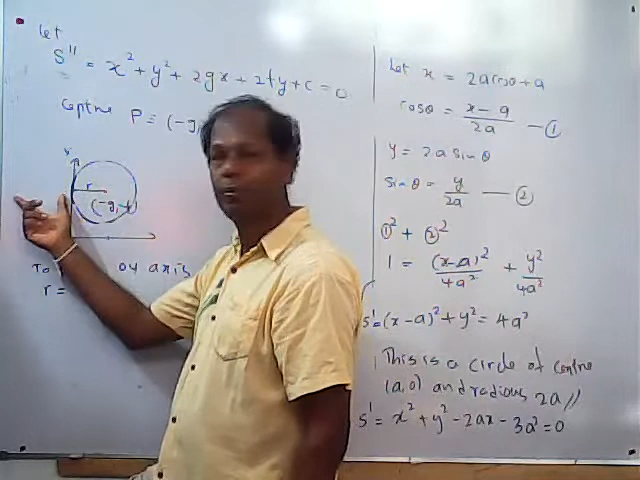 Let
S'' = x² + y² + 2gx + 2fy + c = 0
Centre P ≡ (-g,
y
r
(-g, -f)
To
oy axis
r =
Let x = 2a cosθ + a
cosθ = x - a / 2a — ①
y = 2a sinθ
sinθ = y / 2a — ②
①² + ②²
1 = (x-a)² / 4a² + y² / 4a²
S' = (x - a)² + y² = 4a²
This is a circle of centre
(a, 0) and radious 2a //
S' = x² + y² - 2ax - 3a² = 0